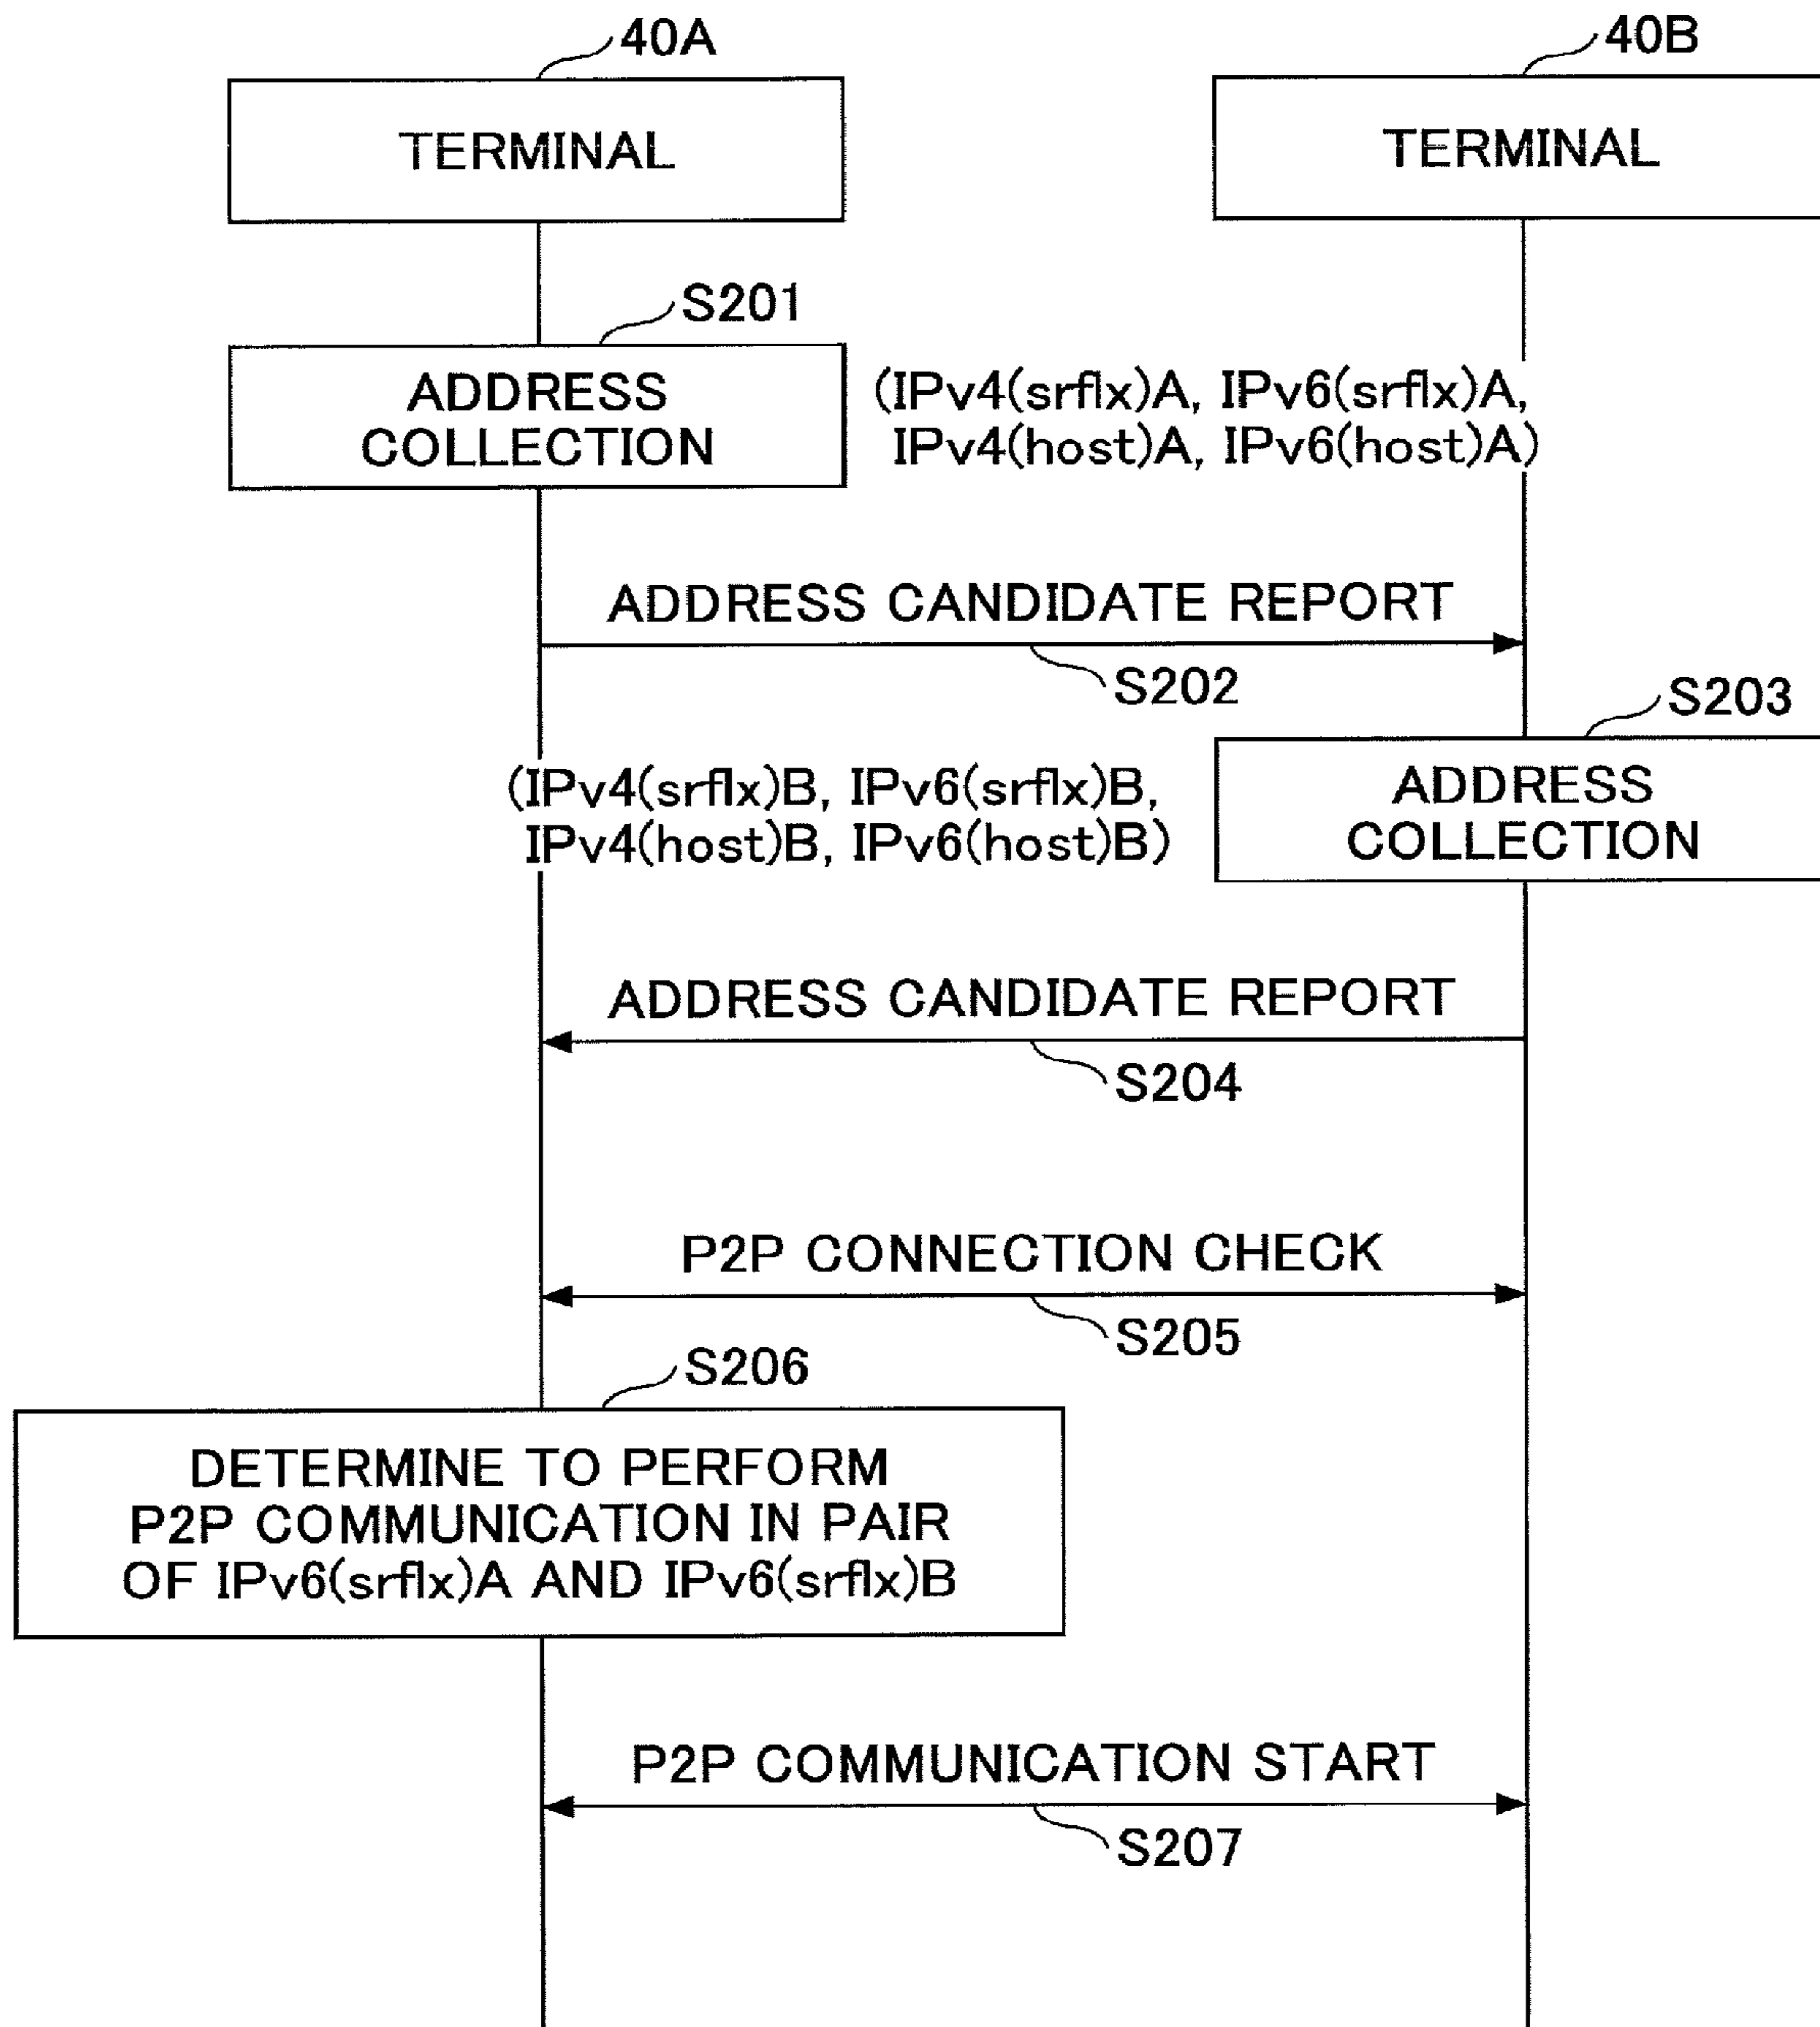 40A
40B
TERMINAL
TERMINAL
S201
ADDRESS
COLLECTION
(IPv4(srflx)A, IPv6(srflx)A,
IPv4(host)A, IPv6(host)A)
ADDRESS CANDIDATE REPORT
S202
S203
(IPv4(srflx)B, IPv6(srflx)B,
IPv4(host)B, IPv6(host)B)
ADDRESS
COLLECTION
ADDRESS CANDIDATE REPORT
S204
P2P CONNECTION CHECK
S205
S206
DETERMINE TO PERFORM
P2P COMMUNICATION IN PAIR
OF IPv6(srflx)A AND IPv6(srflx)B
P2P COMMUNICATION START
S207